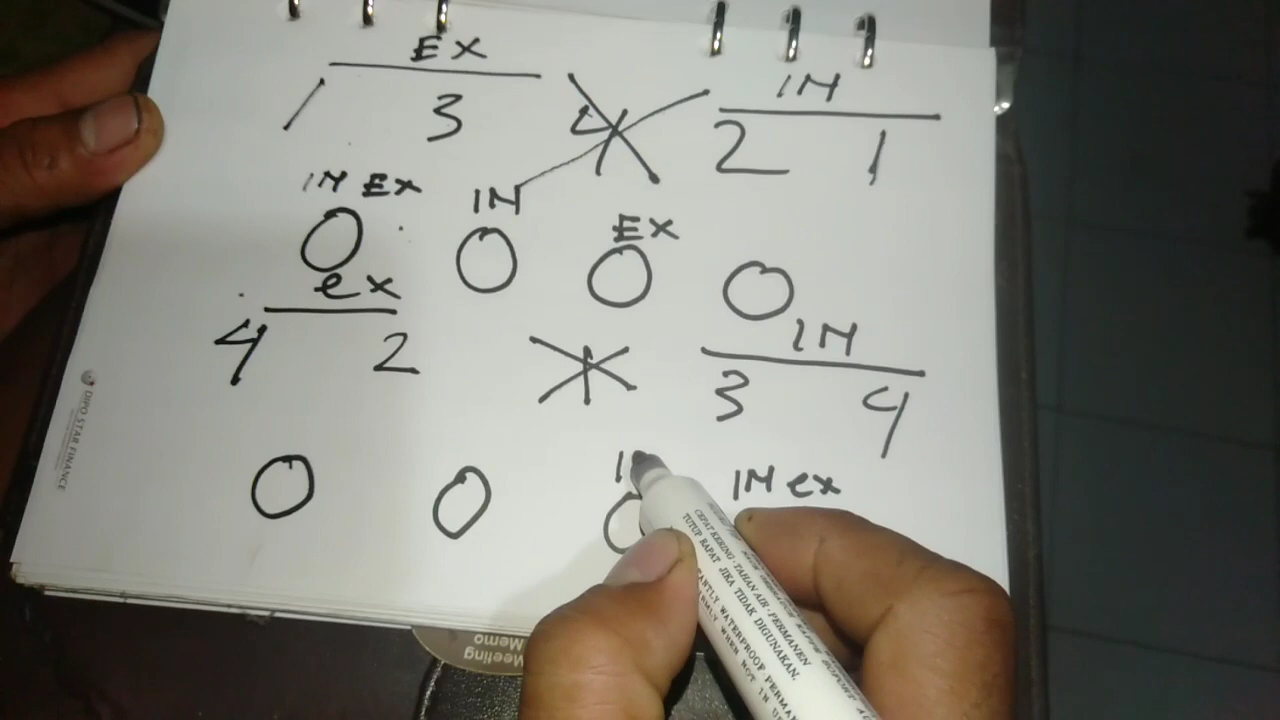 EX IN
1 3 4 2 1
IN EX IN EX
ex IN
4 2 3 4
IN ex
DIPO STAR FINANCE
CEPAT KERING · TAHAN AIR · PERMANEN
TUTUP RAPAT JIKA TIDAK DIGUNAKAN.
Meeting
Memo